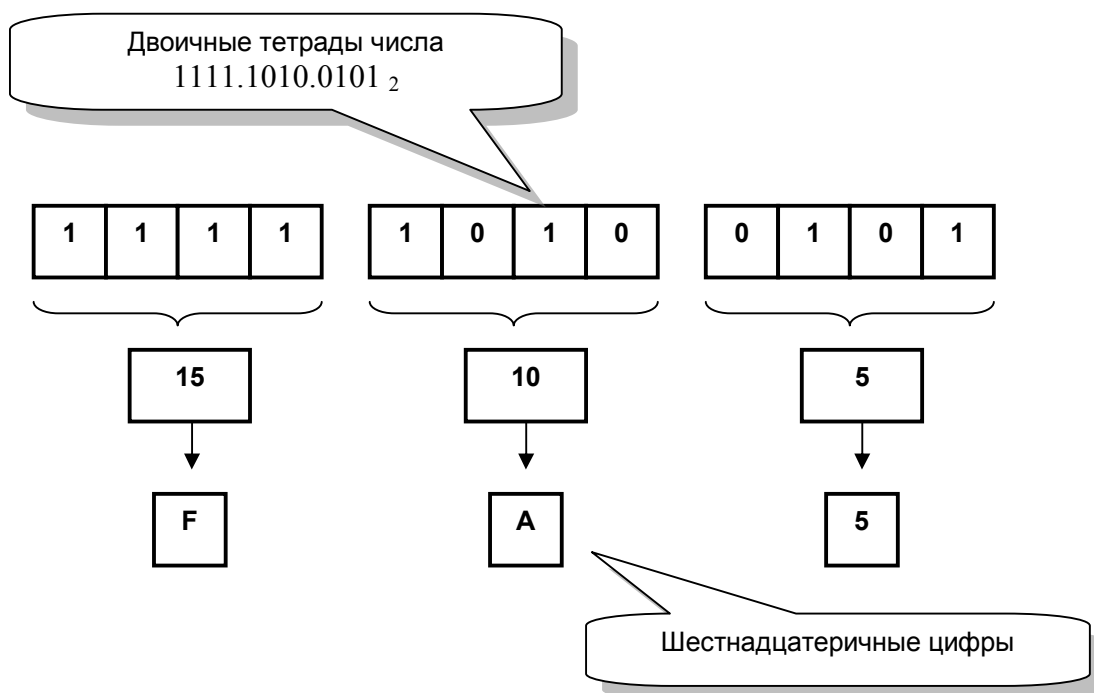 Двоичные тетрады числа
1111.1010.0101 2
1 1 1 1 1 0 1 0 0 1 0 1
15 10 5
F A 5
Шестнадцатеричные цифры